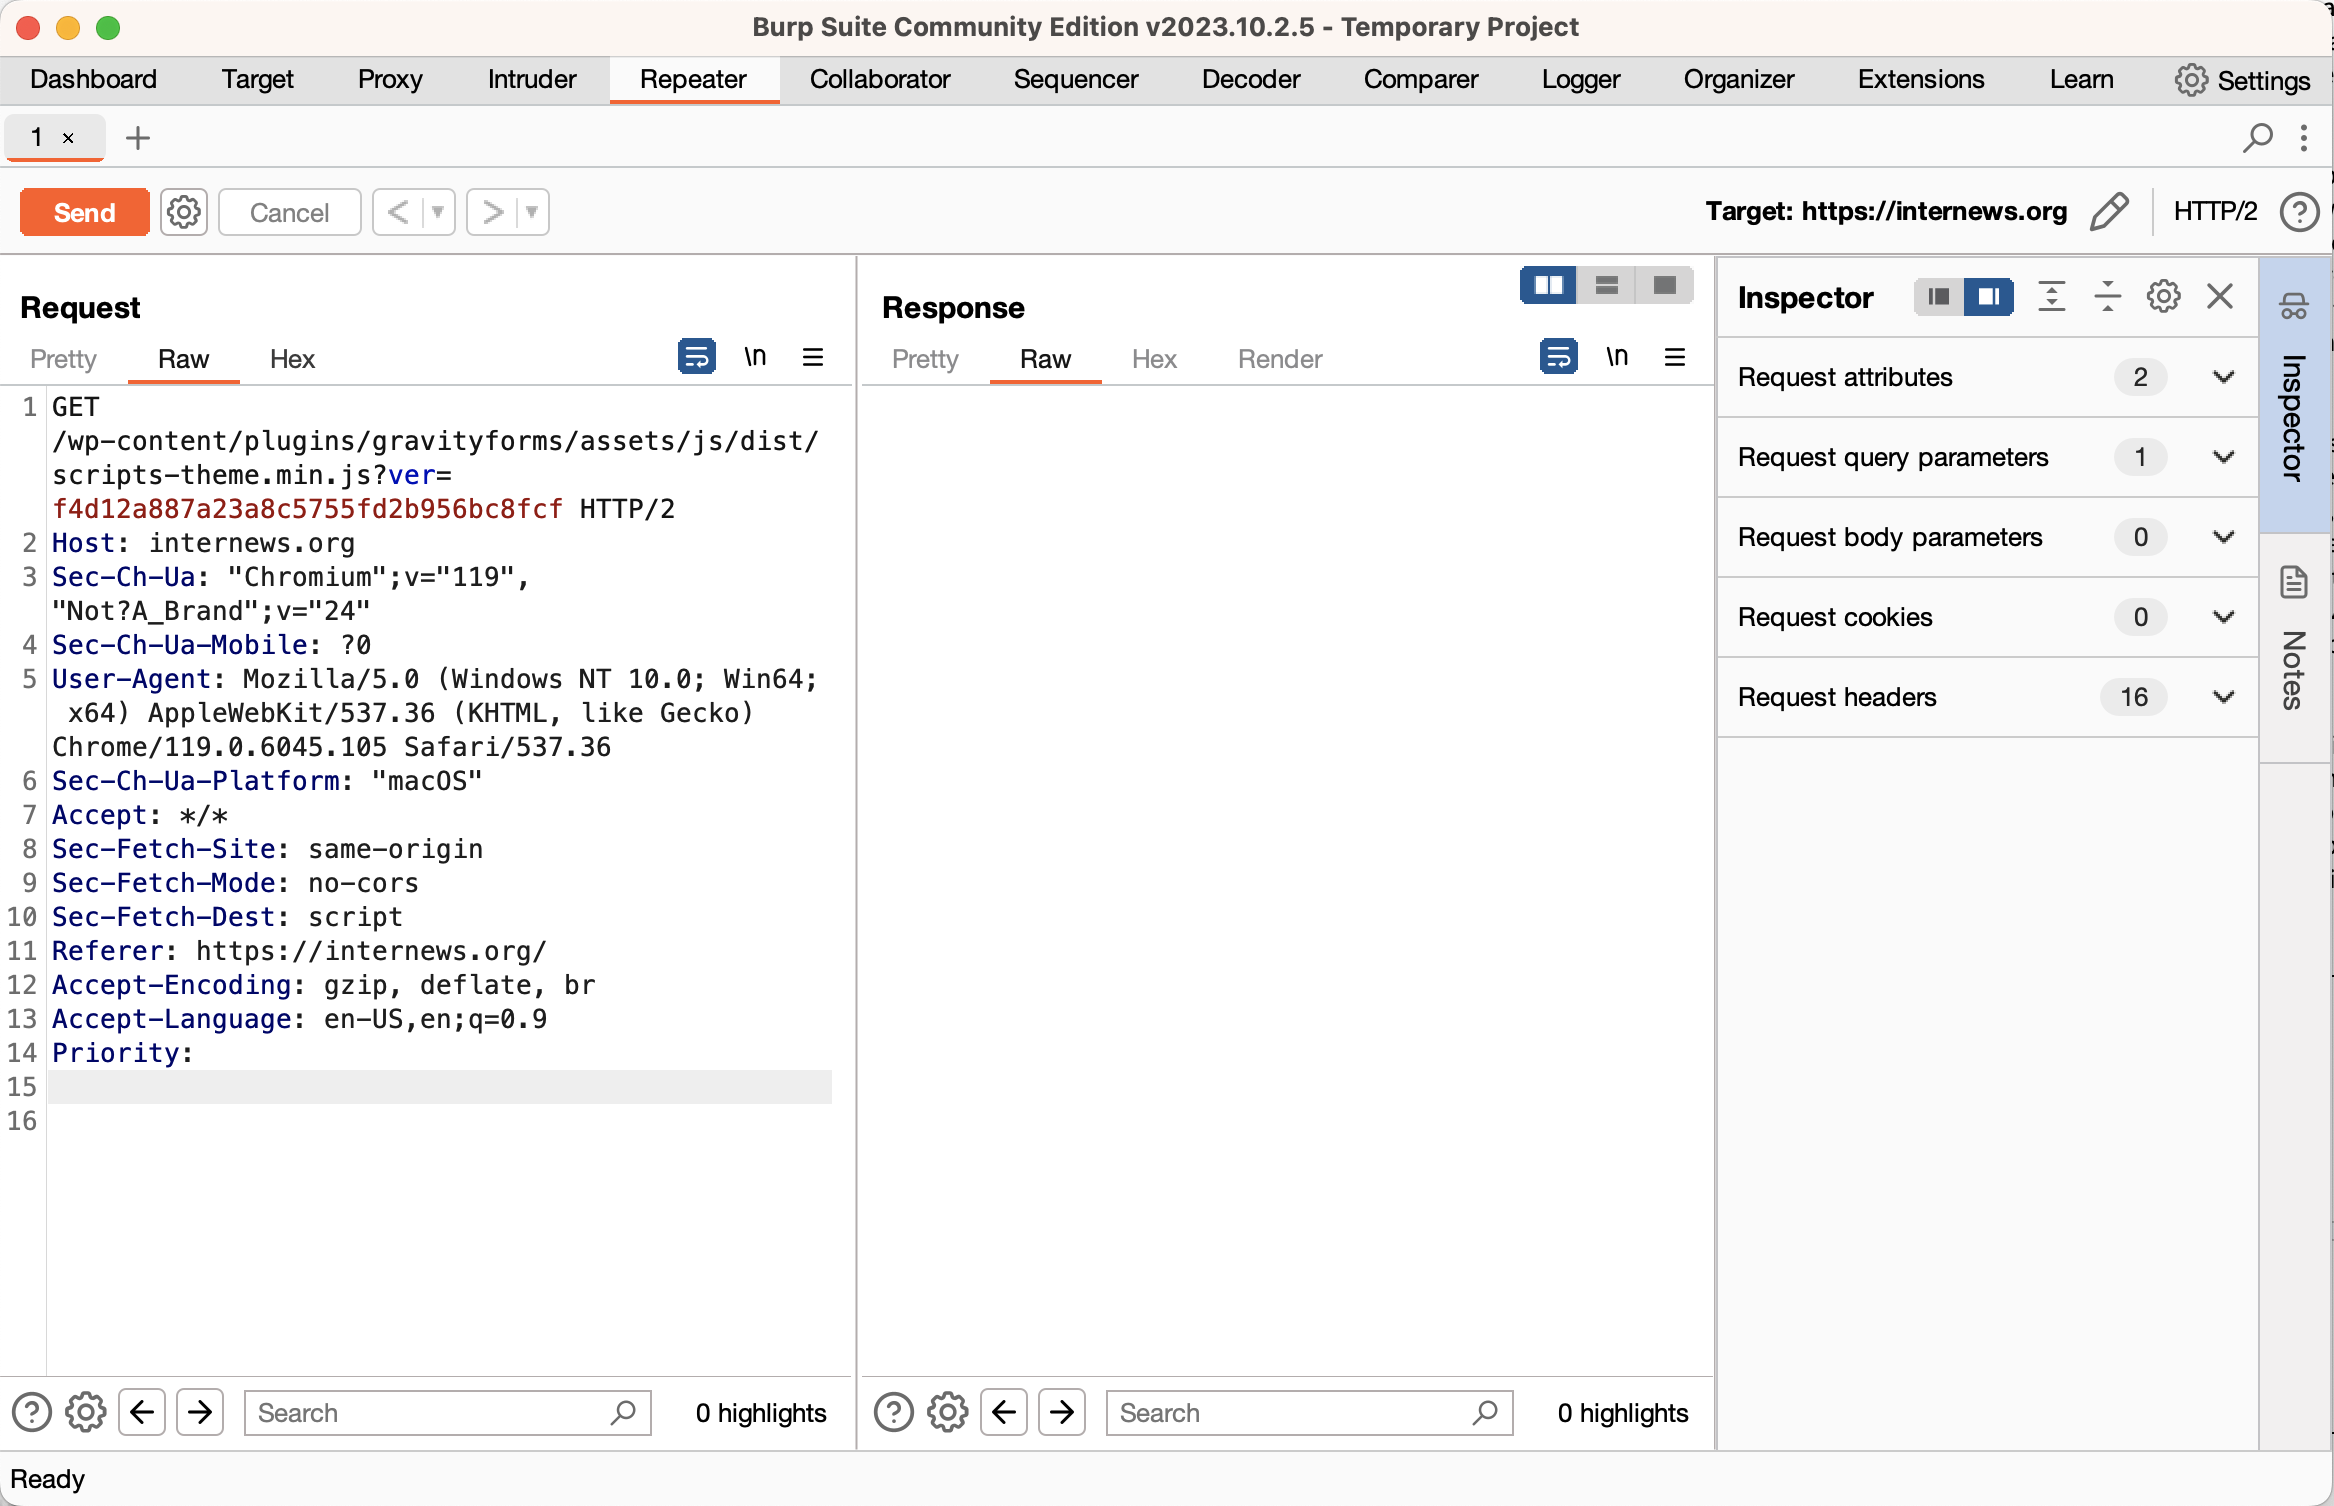 Burp Suite Community Edition v2023.10.2.5 - Temporary Project
Dashboard Target Proxy Intruder Repeater Collaborator Sequencer Decoder Comparer Logger Organizer Extensions Learn Settings
1 × +
Send Cancel < > Target: https://internews.org HTTP/2 ?
Request
Pretty Raw Hex \n
1 GET
/wp-content/plugins/gravityforms/assets/js/dist/
scripts-theme.min.js?ver=
f4d12a887a23a8c5755fd2b956bc8fcf HTTP/2
2 Host: internews.org
3 Sec-Ch-Ua: "Chromium";v="119",
"Not?A_Brand";v="24"
4 Sec-Ch-Ua-Mobile: ?0
5 User-Agent: Mozilla/5.0 (Windows NT 10.0; Win64;
x64) AppleWebKit/537.36 (KHTML, like Gecko)
Chrome/119.0.6045.105 Safari/537.36
6 Sec-Ch-Ua-Platform: "macOS"
7 Accept: */*
8 Sec-Fetch-Site: same-origin
9 Sec-Fetch-Mode: no-cors
10 Sec-Fetch-Dest: script
11 Referer: https://internews.org/
12 Accept-Encoding: gzip, deflate, br
13 Accept-Language: en-US,en;q=0.9
14 Priority:
15
16
? Search 0 highlights
Response
Pretty Raw Hex Render \n
? Search 0 highlights
Inspector
Request attributes 2
Request query parameters 1
Request body parameters 0
Request cookies 0
Request headers 16
Inspector
Notes
Ready